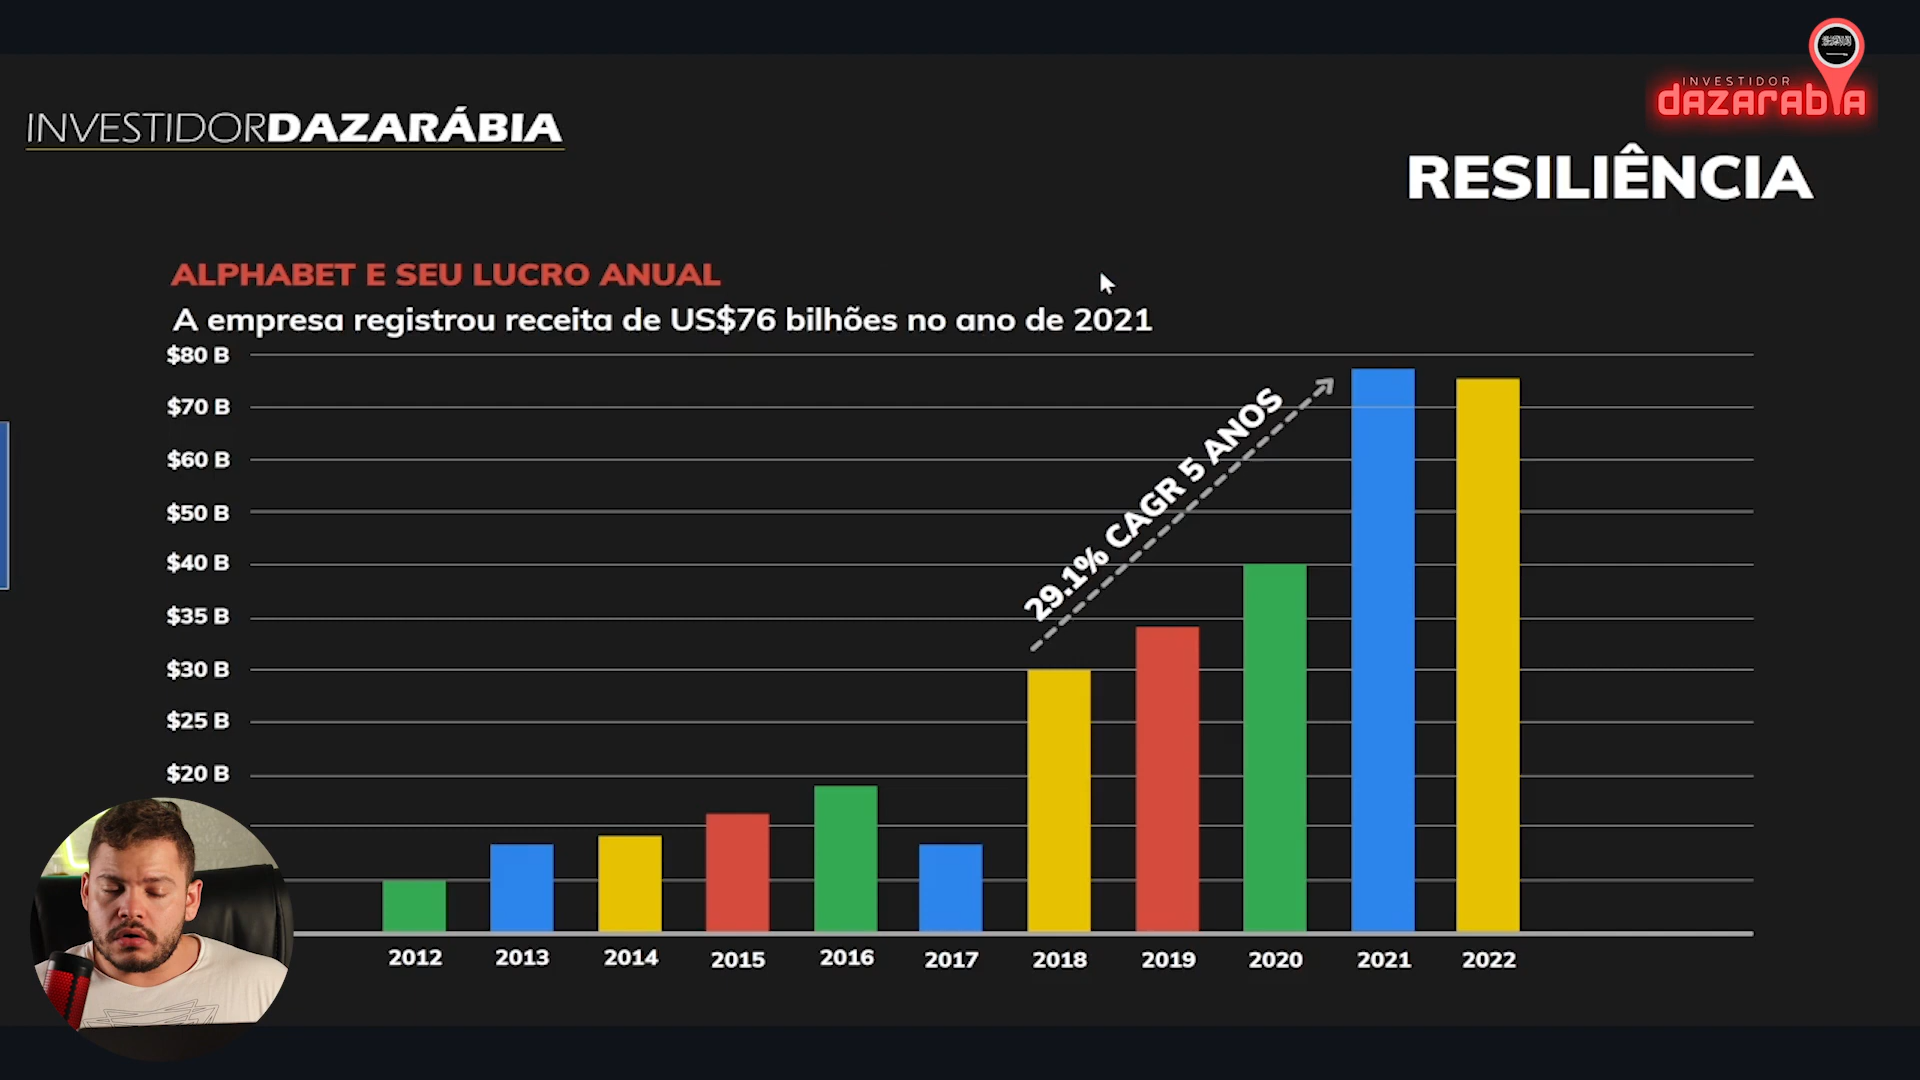 INVESTIDOR
dazarabia
INVESTIDORDAZARÁBIA
RESILIÊNCIA
ALPHABET E SEU LUCRO ANUAL
A empresa registrou receita de US$76 bilhões no ano de 2021
$80 B
$70 B
$60 B
$50 B
$40 B
$35 B
$30 B
$25 B
$20 B
29.1% CAGR 5 ANOS
2012
2013
2014
2015
2016
2017
2018
2019
2020
2021
2022